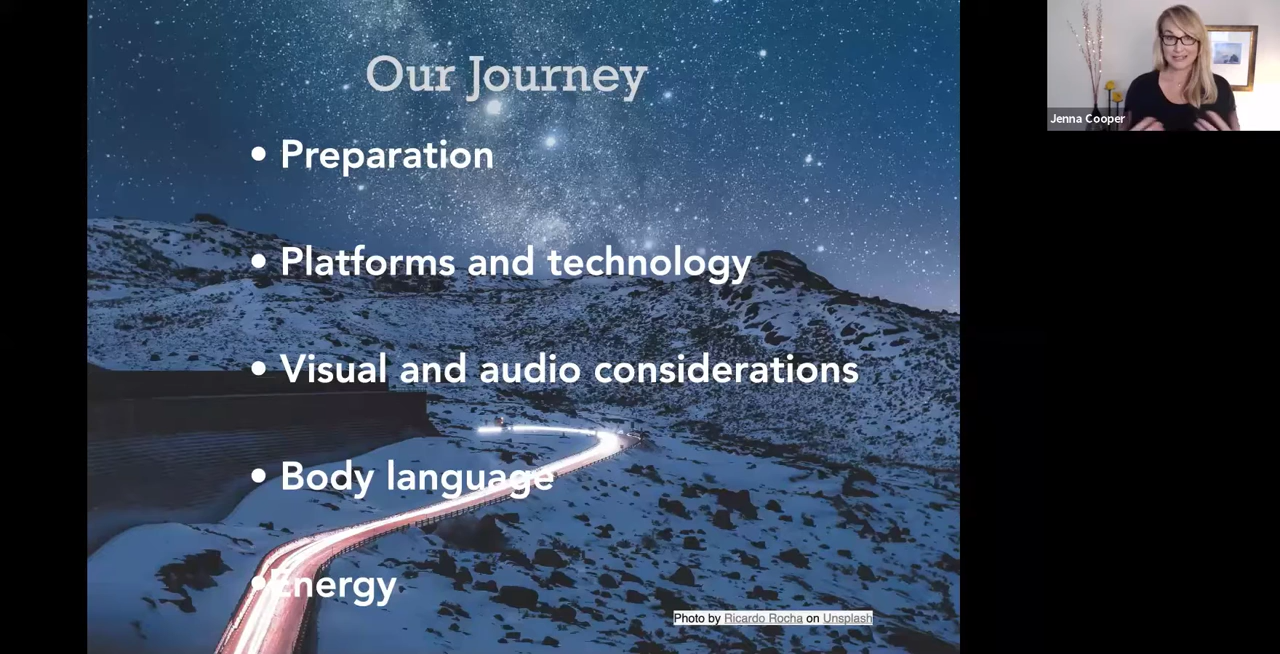 Our Journey
• Preparation
• Platforms and technology
• Visual and audio considerations
• Body language
• Energy
Photo by Ricardo Rocha on Unsplash
Jenna Cooper